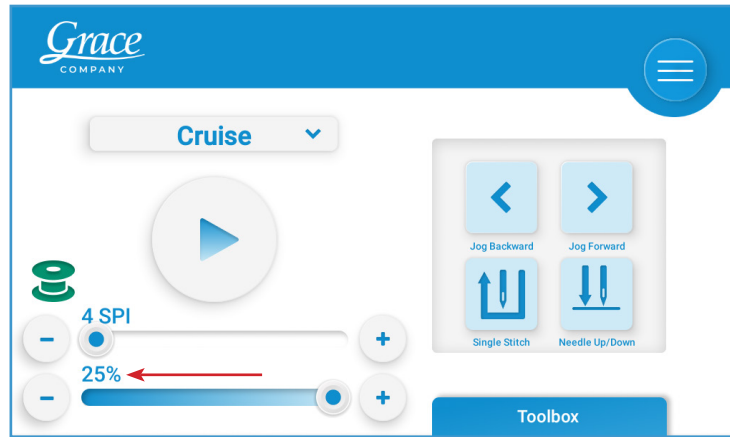 Grace
COMPANY
Cruise
Jog Backward
Jog Forward
Single Stitch
Needle Up/Down
4 SPI
25%
Toolbox